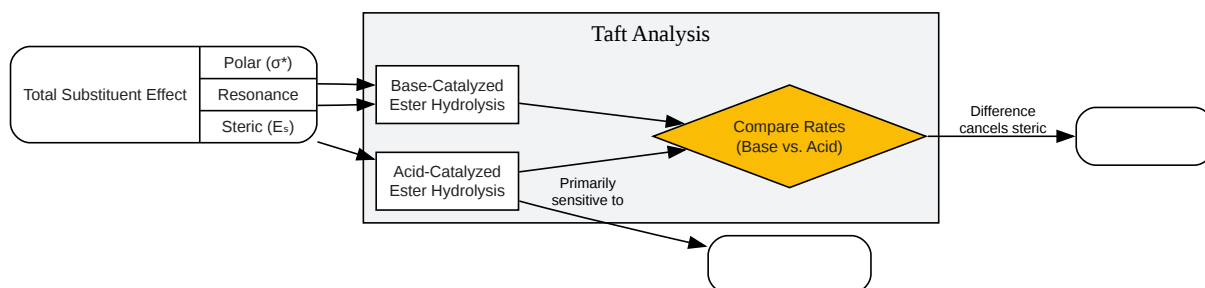 Taft Analysis
Total Substituent Effect
Polar (σ*)
Resonance
Steric (Eₛ)
Base-Catalyzed
Ester Hydrolysis
Acid-Catalyzed
Ester Hydrolysis
Compare Rates
(Base vs. Acid)
Difference
cancels steric
Primarily
sensitive to